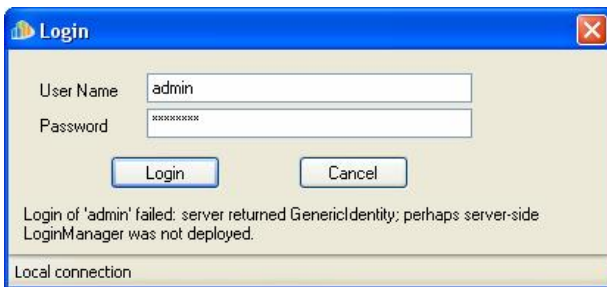 Login
User Name admin
Password ********
Login Cancel
Login of 'admin' failed: server returned GenericIdentity; perhaps server-side
LoginManager was not deployed.
Local connection